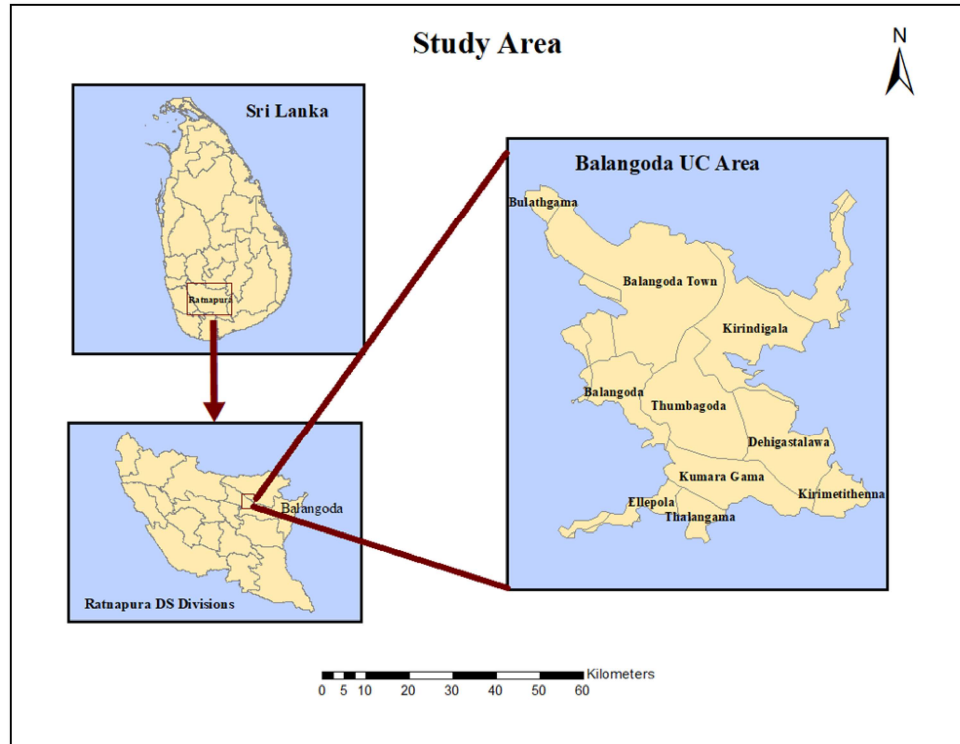 Study Area
N
Sri Lanka
Ratnapura
Balangoda UC Area
Bulathgama
Balangoda Town
Kirindigala
Balangoda
Thumbagoda
Dehigastalawa
Kumara Gama
Kirimetithenna
Ellepola
Thalangama
Balangoda
Ratnapura DS Divisions
Kilometers
0 5 10 20 30 40 50 60